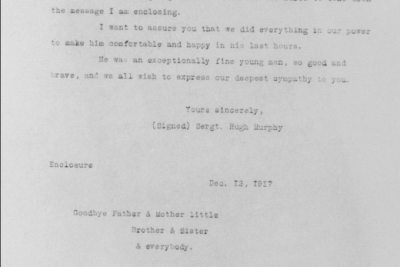 the message I am enclosing.
I want to assure you that we did everything in our power
to make him comfortable and happy in his last hours.
He was an exceptionally fine young man, so good and
brave, and we all wish to express our deepest sympathy to you.
Yours sincerely,
(Signed) Sergt. Hugh Murphy
Enclosure
Dec. 13, 1917
Goodbye Father & Mother little
Brother & Sister
& everybody.